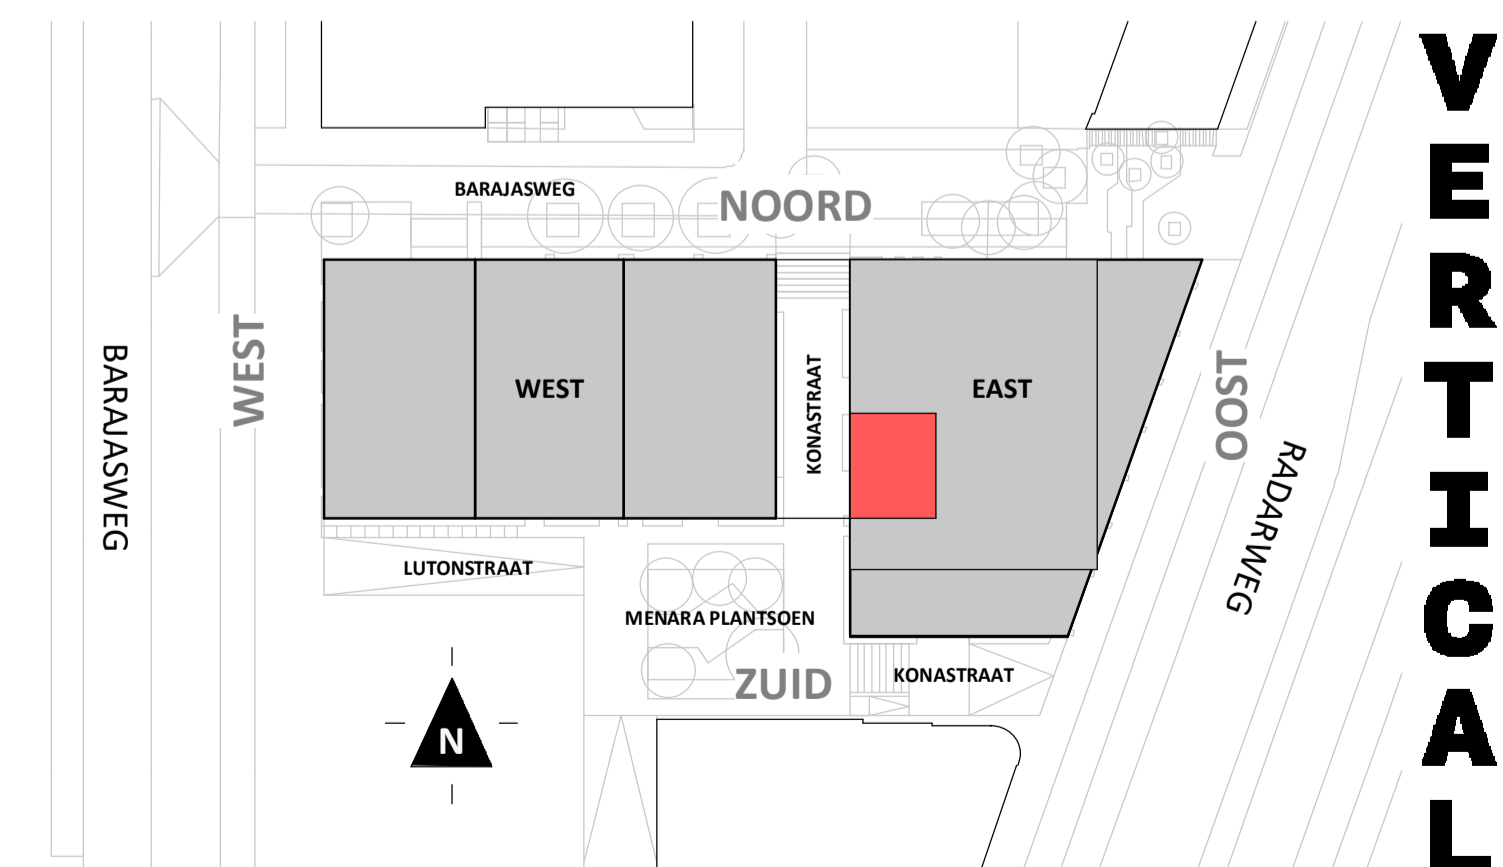 BARAJASWEG
NOORD
WEST
BARAJASWEG
WEST
KONASTRAAT
EAST
OOST
RADARWEG
LUTONSTRAAT
MENARA PLANTSOEN
ZUID
KONASTRAAT
N
VERTICAL